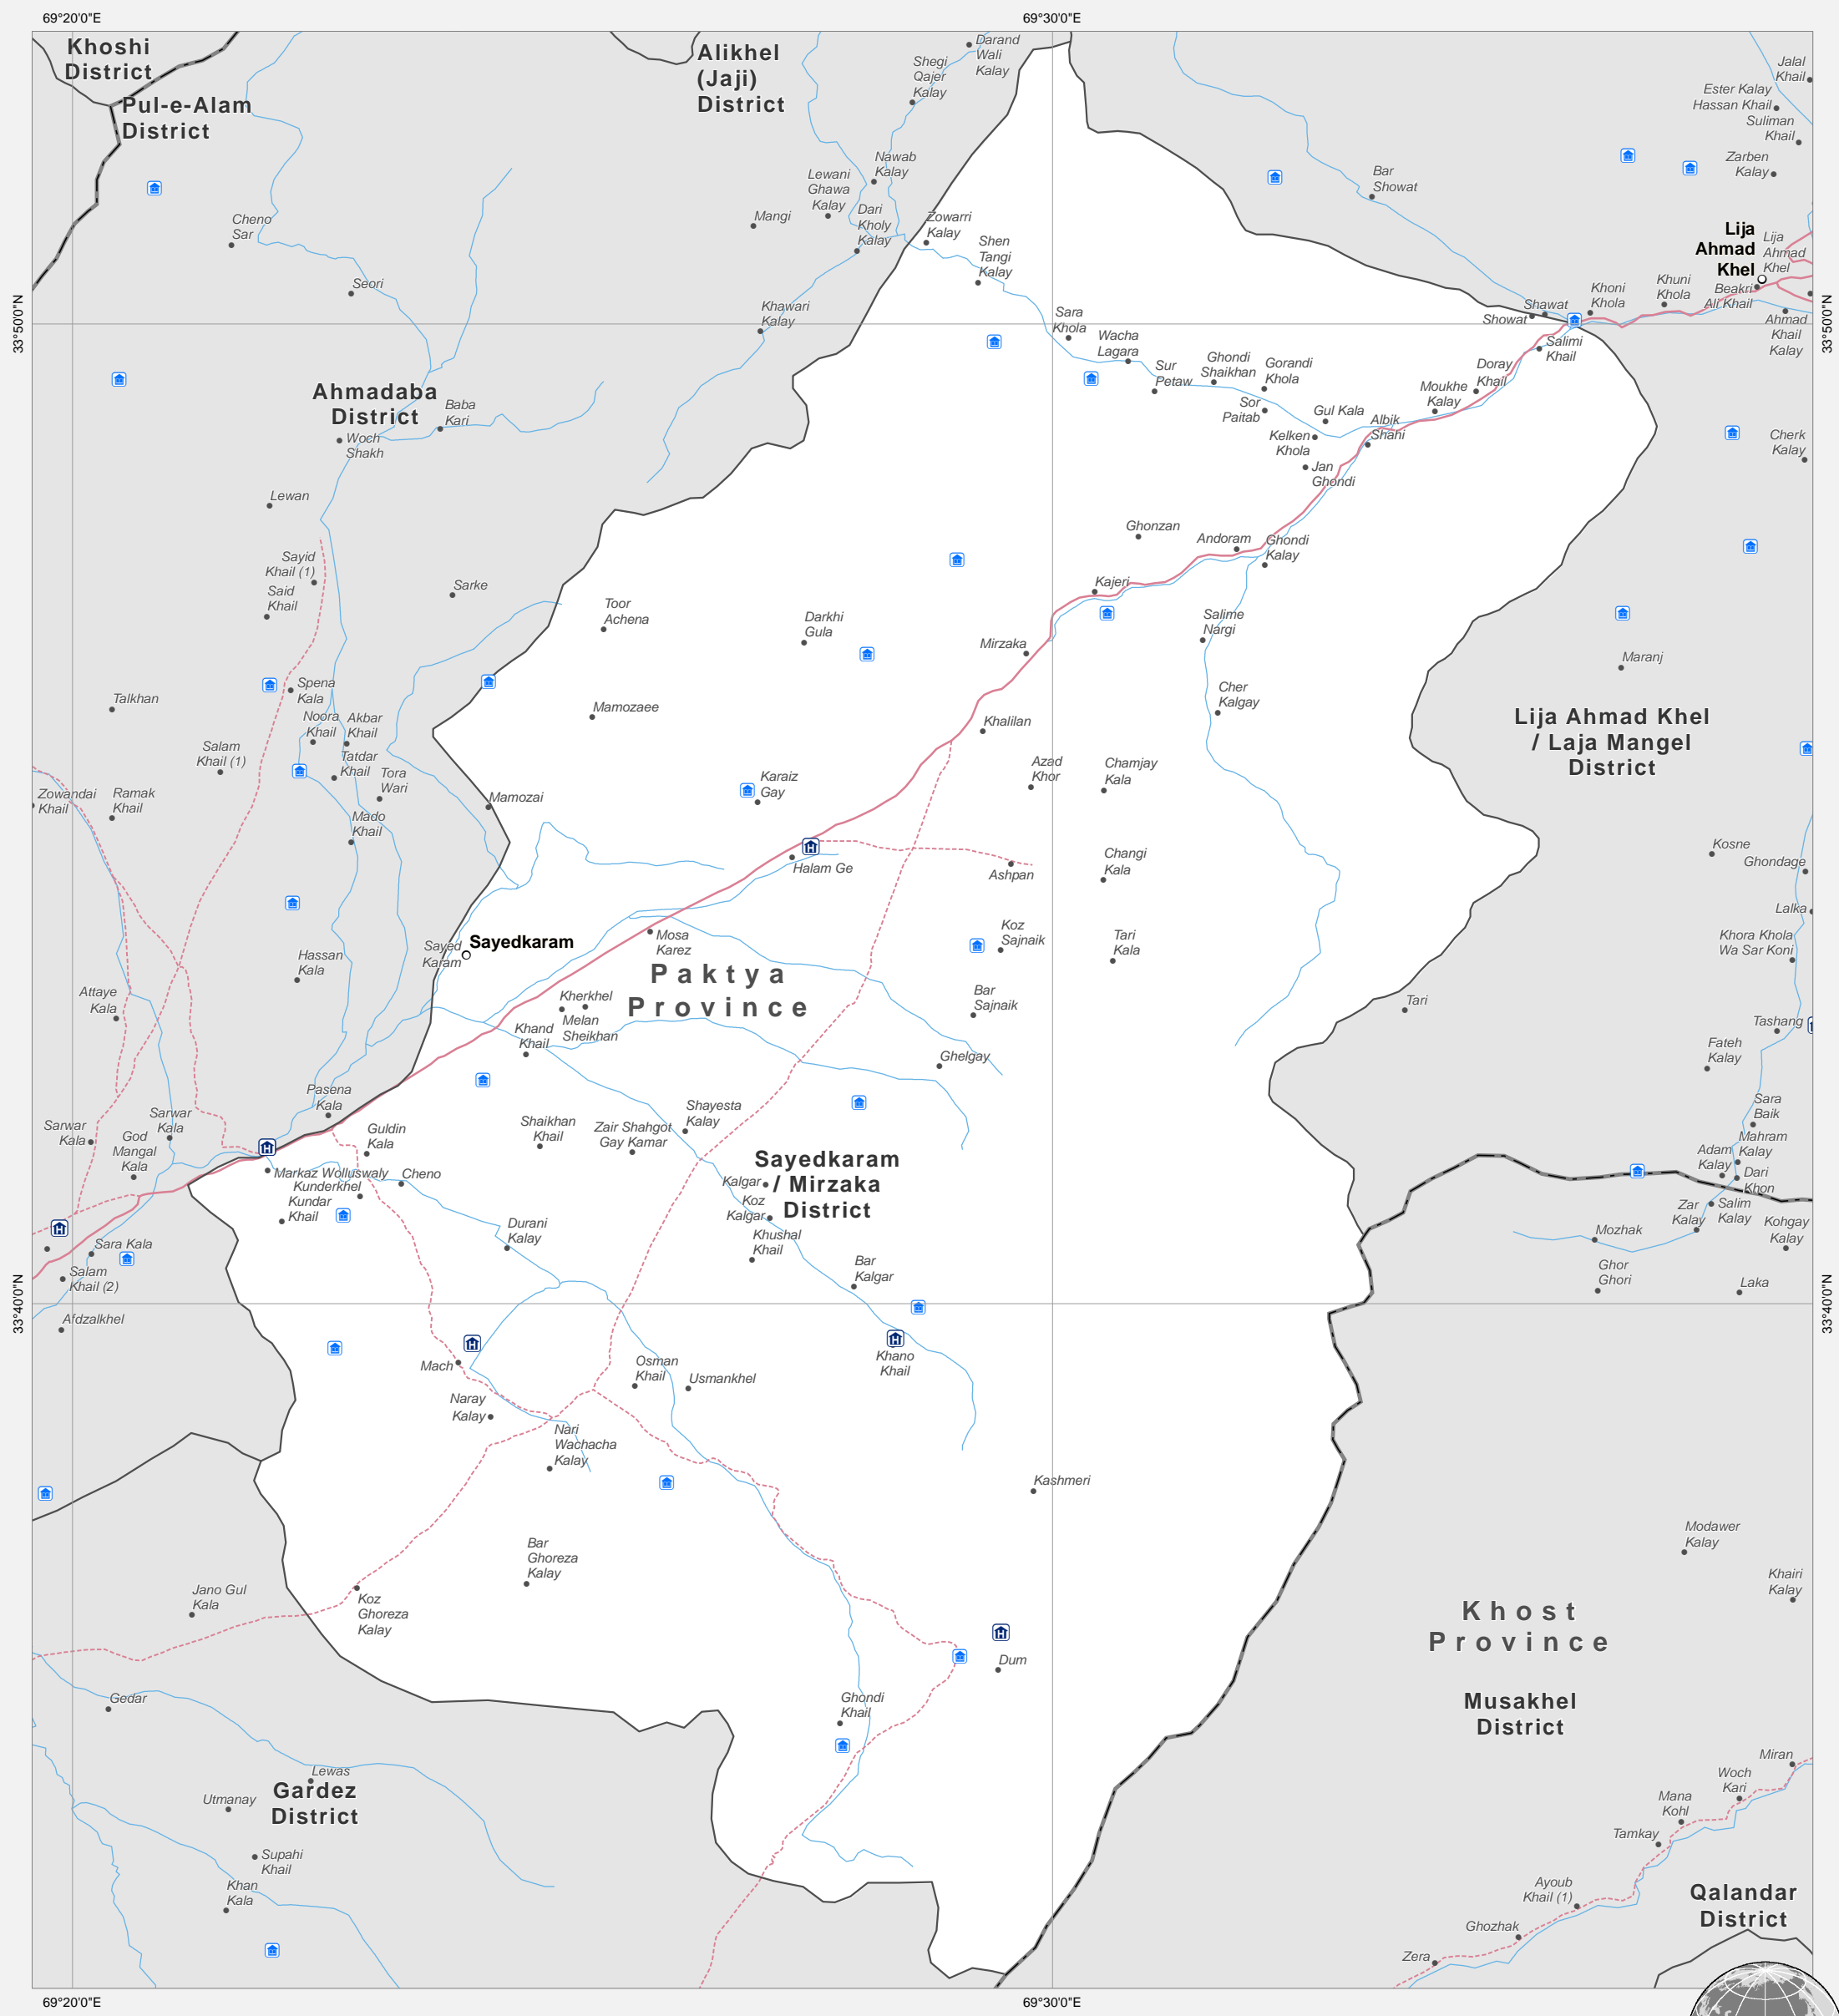 69°20'0"E
69°30'0"E
Khoshi
District
Pul-e-Alam
District
Alikhel
(Jaji)
District
Darand
Wali
Kalay
Shegi
Qajer
Kalay
Jalal
Khail
Ester Kalay
Hassan Khail
Suliman
Khail
Zarben
Kalay
Nawab
Kalay
Lewani
Ghawa
Kalay
Bar
Showat
Cheno
Sar
Mangi
Dari
Kholy
Kalay
Zowarri
Kalay
Shen
Tangi
Kalay
Lija
Ahmad
Khel
Lija
Ahmad
Khel
Seori
Khawari
Kalay
Khuni
Khola
Beakri
Ali Khail
Khoni
Khola
Shawat
Showat
Ahmad
Khail
Kalay
33°50'0"N
33°50'0"N
Sara
Khola
Wacha
Lagara
Salimi
Khail
Sur
Petaw
Ghondi
Shaikhan
Gorandi
Khola
Doray
Khail
Moukhe
Kalay
Ahmadaba
District
Baba
Kari
Sor
Paitab
Gul Kala
Albik
Shahi
Woch
Shakh
Kelken
Khola
Cherk
Kalay
Jan
Ghondi
Lewan
Ghonzan
Andoram
Ghondi
Kalay
Sayid
Khail (1)
Said
Khail
Sarke
Kajeri
Toor
Achena
Darkhi
Gula
Salime
Nargi
Mirzaka
Maranj
Spena
Kala
Talkhan
Mamozaee
Cher
Kalgay
Noora
Khail
Akbar
Khail
Khalilan
Lija Ahmad Khel
/ Laja Mangel
District
Salam
Khail (1)
Tatdar
Khail
Tora
Wari
Azad
Khor
Chamjay
Kala
Zowandai
Khail
Ramak
Khail
Karaiz
Gay
Mamozai
Mado
Khail
Kosne
Ghondage
Halam Ge
Ashpan
Changi
Kala
Lalka
Sayed
Karam
Sayedkaram
Mosa
Karez
Koz
Sajnaik
Tari
Kala
Khora Khola
Wa Sar Koni
Hassan
Kala
Paktya
Province
Attaye
Kala
Kherkhel
Melan
Sheikhan
Bar
Sajnaik
Tari
Khand
Khail
Tashang
Ghelgay
Fateh
Kalay
Pasena
Kala
Sarwar
Kala
Sarwar
Kala
Shaikhan
Khail
Zair Shahgot
Gay Kamar
Shayesta
Kalay
Sara
Baik
Guldin
Kala
God
Mangal
Kala
Adam
Kalay
Mahram
Kalay
Dari
Khon
Sayedkaram
/ Mirzaka
District
Markaz Wolluswaly
Kunderkhel
Cheno
Kalgar
Kundar
Khail
Koz
Kalgar
Zar
Kalay
Salim
Kalay
Durani
Kalay
Khushal
Khail
Mozhak
Kohgay
Kalay
Sara Kala
Bar
Kalgar
Salam
Khail (2)
Ghor
Ghori
Laka
33°40'0"N
33°40'0"N
Afdzalkhel
Mach
Osman
Khail
Khano
Khail
Usmankhel
Naray
Kalay
Nari
Wachacha
Kalay
Kashmeri
Modawer
Kalay
Bar
Ghoreza
Kalay
Khairi
Kalay
Jano Gul
Kala
Koz
Ghoreza
Kalay
Khost
Province
Dum
Gedar
Ghondi
Khail
Musakhel
District
Miran
Lewas
Gardez
District
Woch
Kari
Utmanay
Mana
Kohl
Tamkay
Supahi
Khail
Khan
Kala
Ayoub
Khail (1)
Qalandar
District
Ghozhak
Zera
69°20'0"E
69°30'0"E